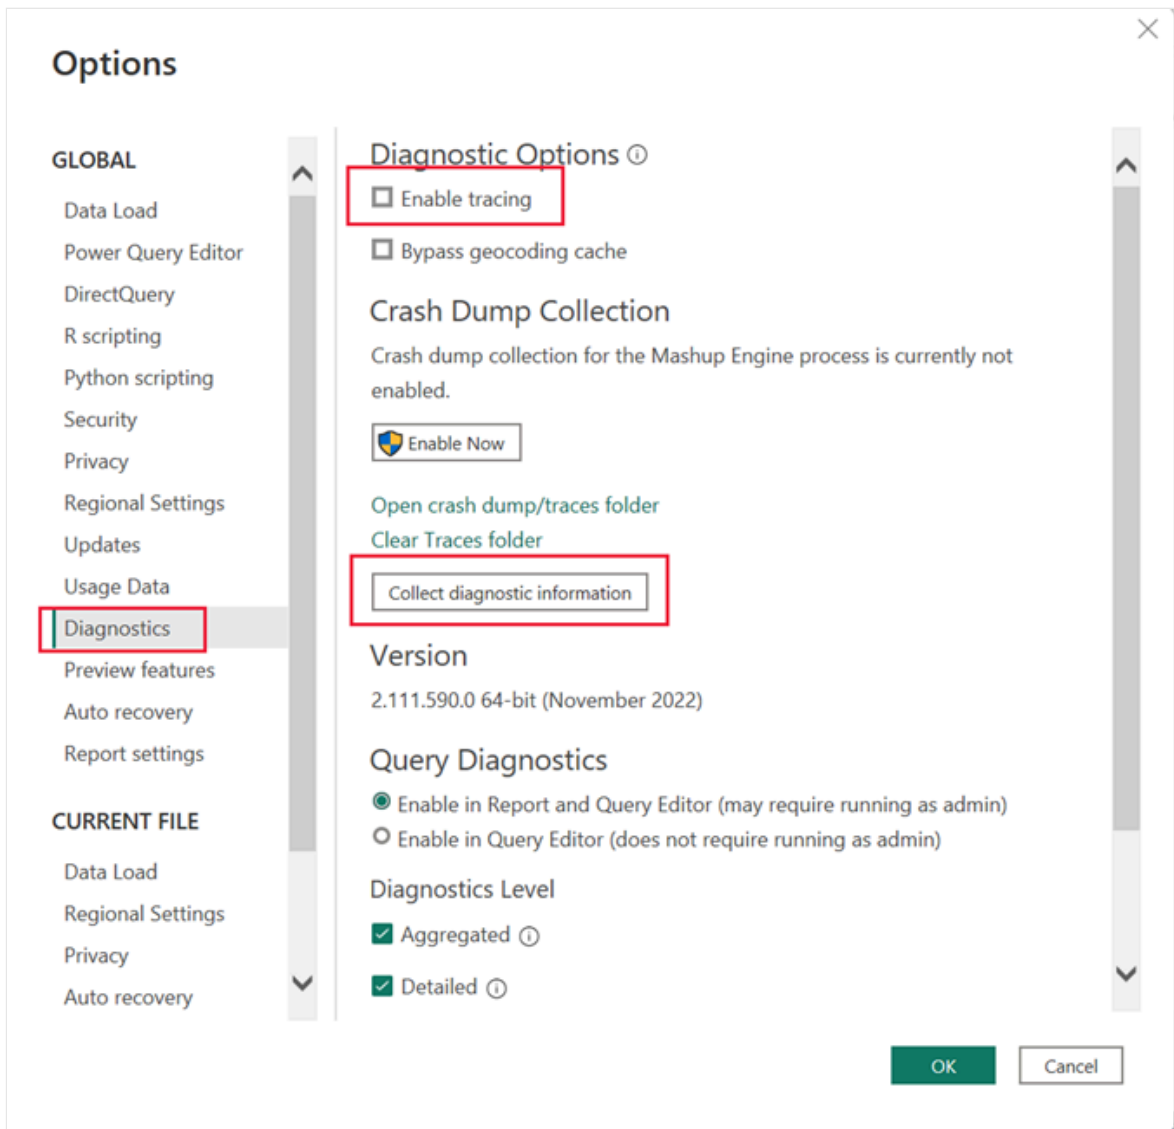 Options
GLOBAL
Data Load
Power Query Editor
DirectQuery
R scripting
Python scripting
Security
Privacy
Regional Settings
Updates
Usage Data
Diagnostics
Preview features
Auto recovery
Report settings
CURRENT FILE
Data Load
Regional Settings
Privacy
Auto recovery
Diagnostic Options
Enable tracing
Bypass geocoding cache
Crash Dump Collection
Crash dump collection for the Mashup Engine process is currently not
enabled.
Enable Now
Open crash dump/traces folder
Clear Traces folder
Collect diagnostic information
Version
2.111.590.0 64-bit (November 2022)
Query Diagnostics
Enable in Report and Query Editor (may require running as admin)
Enable in Query Editor (does not require running as admin)
Diagnostics Level
Aggregated
Detailed
OK
Cancel